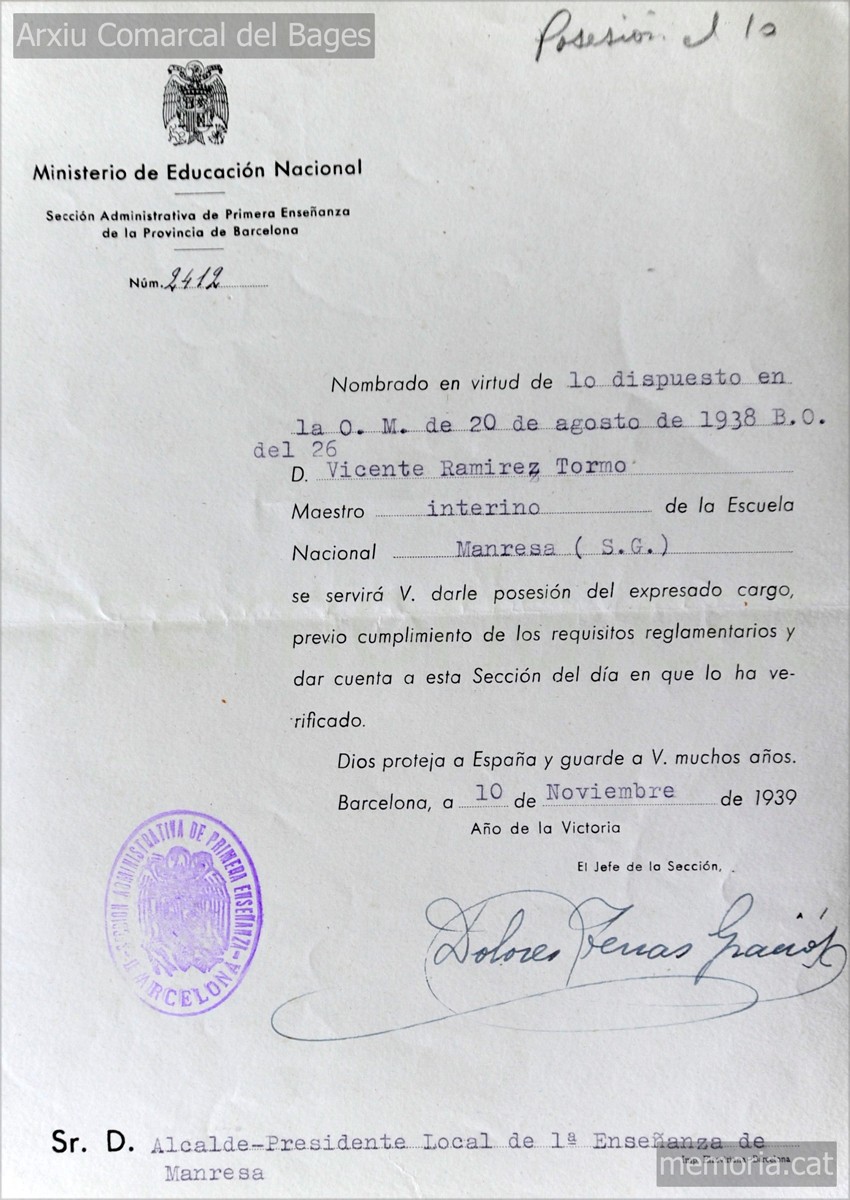 Arxiu Comarcal del Bages
Posesión el 10
Ministerio de Educación Nacional
Sección Administrativa de Primera Enseñanza
de la Provincia de Barcelona
Núm. 2412
Nombrado en virtud de lo dispuesto en
la O. M. de 20 de agosto de 1938 B.O.
del 26
D. Vicente Ramirez Tormo
Maestro interino de la Escuela
Nacional Manresa ( S.G.)
se servirá V. darle posesión del expresado cargo,
previo cumplimiento de los requisitos reglamentarios y
dar cuenta a esta Sección del día en que lo ha ve-
rificado.
Dios proteja a España y guarde a V. muchos años.
Barcelona, a 10 de Noviembre de 1939
Año de la Victoria
El Jefe de la Sección,
SECCION ADMINISTRATIVA DE PRIMERA ENSEÑANZA
BARCELONA
Dolores
Sr. D. Alcalde-Presidente Local de 1ª Enseñanza de
Manresa
memoria.cat